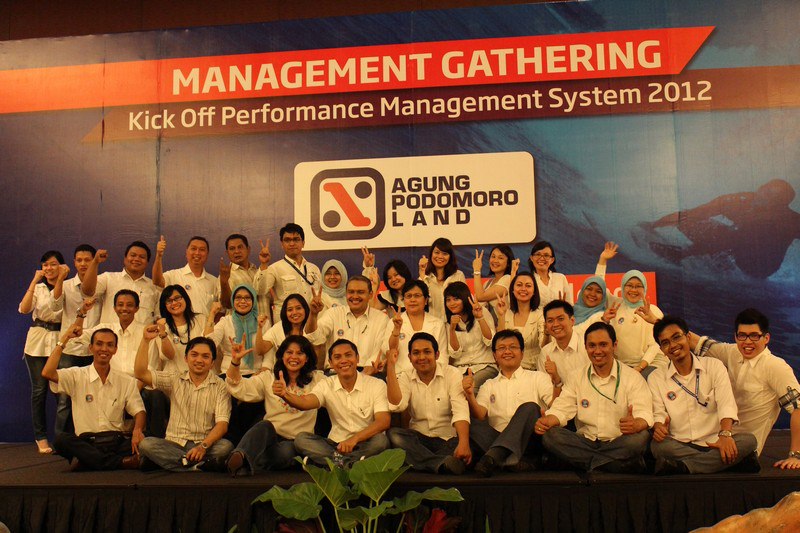 MANAGEMENT GATHERING
Kick Off Performance Management System 2012
AGUNG
PODOMORO
LAND